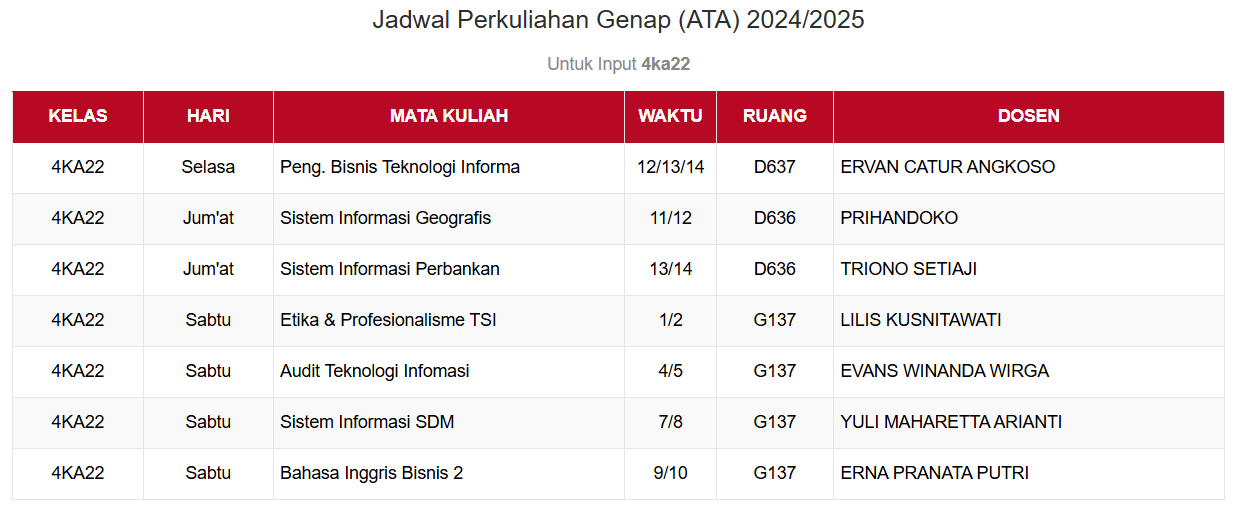 Jadwal Perkuliahan Genap (ATA) 2024/2025
Untuk Input 4ka22
KELAS HARI MATA KULIAH WAKTU RUANG DOSEN
4KA22 Selasa Peng. Bisnis Teknologi Informa 12/13/14 D637 ERVAN CATUR ANGKOSO
4KA22 Jum'at Sistem Informasi Geografis 11/12 D636 PRIHANDOKO
4KA22 Jum'at Sistem Informasi Perbankan 13/14 D636 TRIONO SETIAJI
4KA22 Sabtu Etika & Profesionalisme TSI 1/2 G137 LILIS KUSNITAWATI
4KA22 Sabtu Audit Teknologi Infomasi 4/5 G137 EVANS WINANDA WIRGA
4KA22 Sabtu Sistem Informasi SDM 7/8 G137 YULI MAHARETTA ARIANTI
4KA22 Sabtu Bahasa Inggris Bisnis 2 9/10 G137 ERNA PRANATA PUTRI